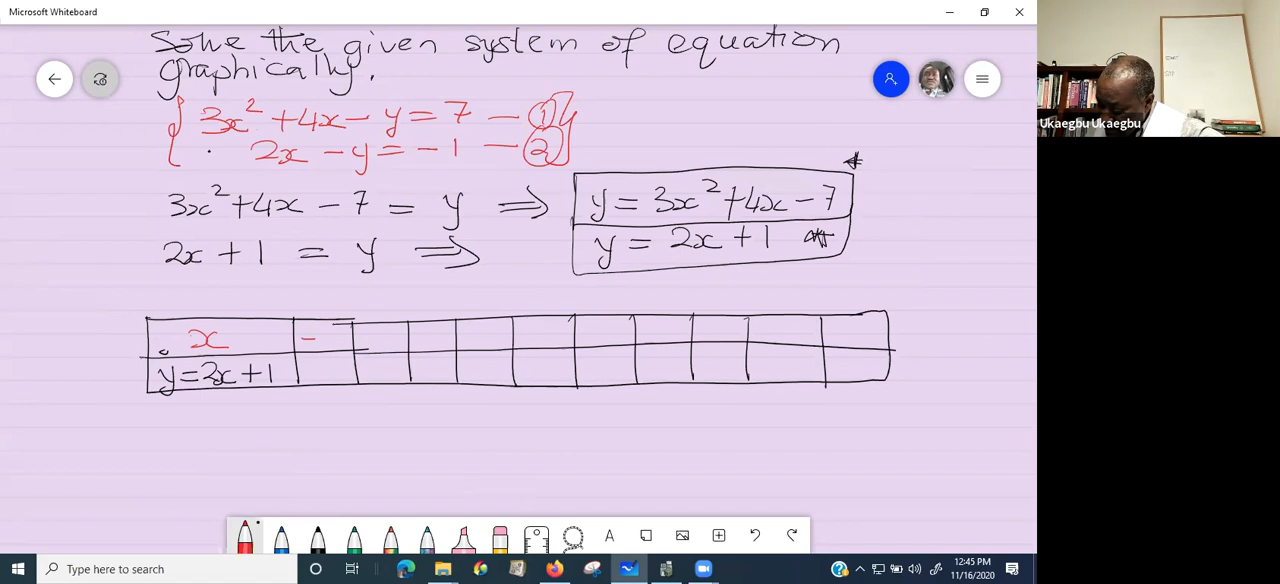 Microsoft Whiteboard
Solve the given system of equation
graphically.
3x² + 4x - y = 7 - ①
2x - y = -1 - ②
3x² + 4x - 7 = y ⟹ y = 3x² + 4x - 7
2x + 1 = y ⟹ y = 2x + 1
x -
y = 2x + 1
Ukaegbu Ukaegbu
A
Type here to search
12:45 PM
11/16/2020